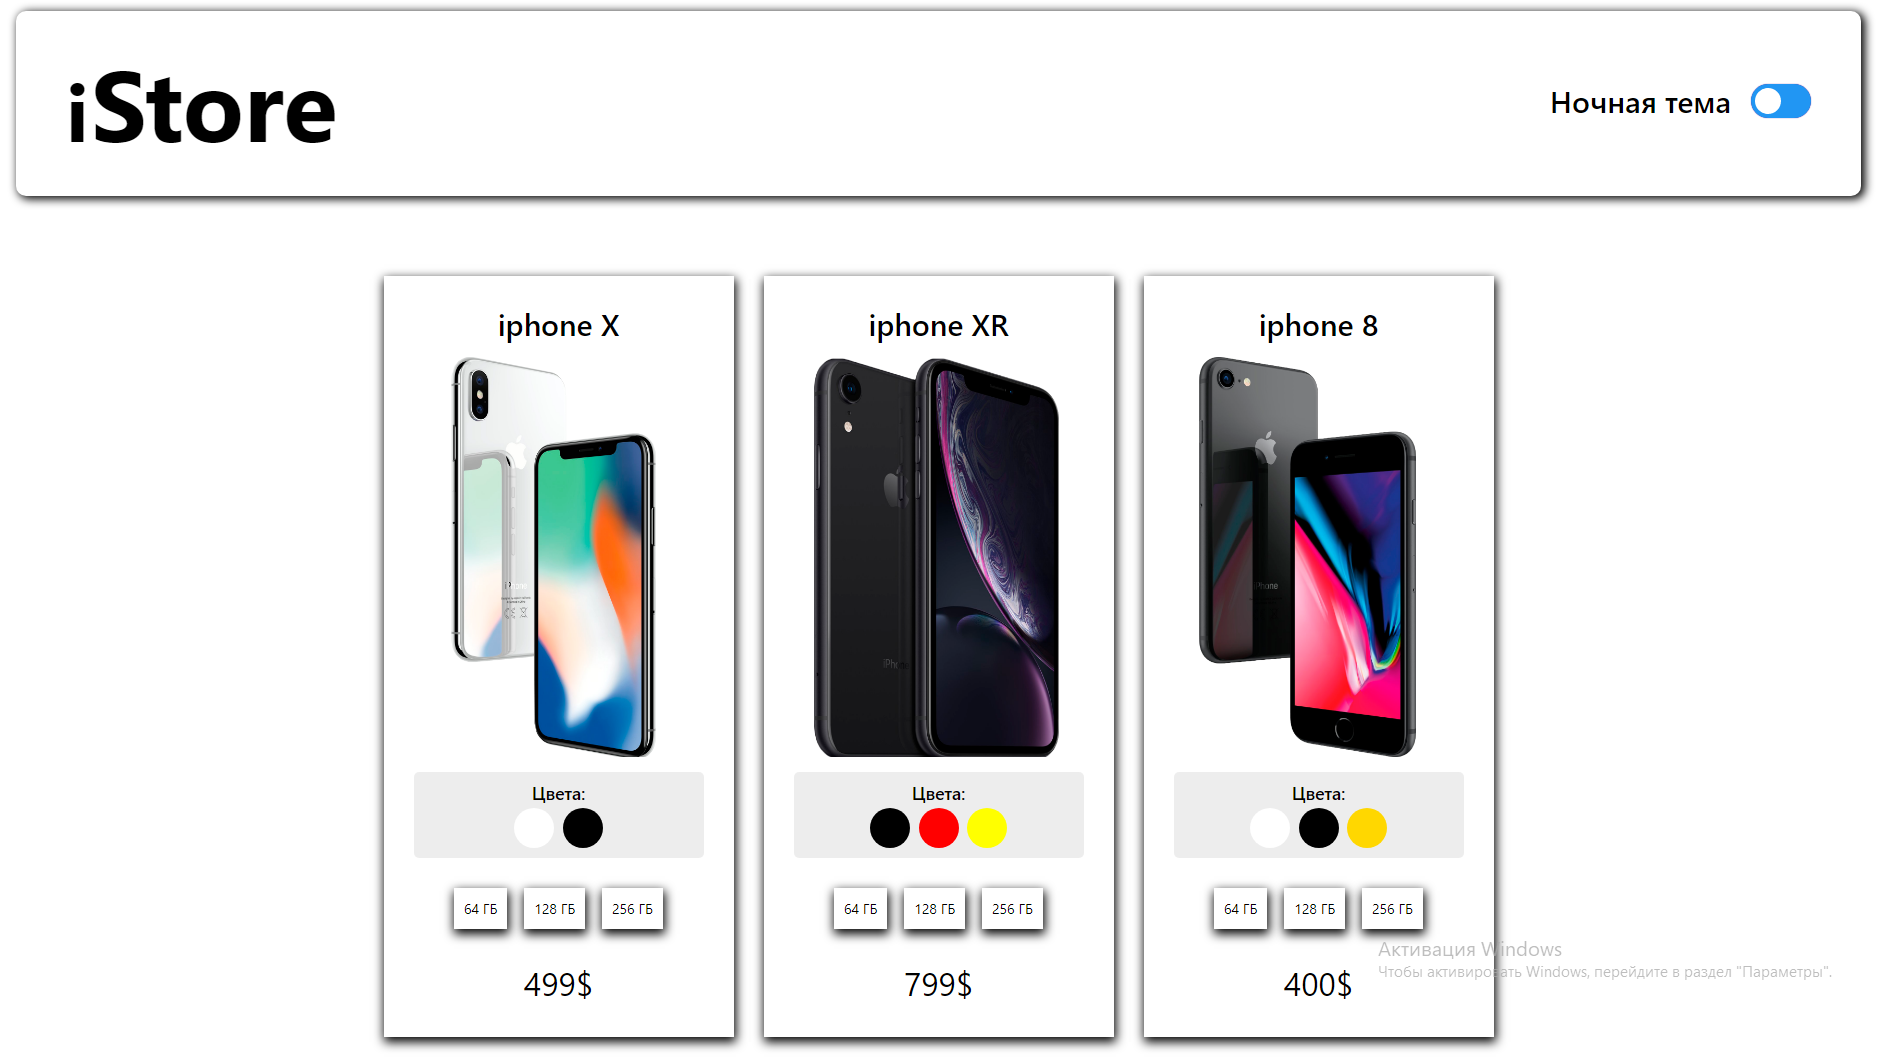 iStore
Ночная тема
iphone X
iphone XR
iphone 8
iPhone
Цвета:
Цвета:
Цвета:
64 ГБ 128 ГБ 256 ГБ
64 ГБ 128 ГБ 256 ГБ
64 ГБ 128 ГБ 256 ГБ
499$
799$
400$
Активация Windows
Чтобы активировать Windows, перейдите в раздел "Параметры".